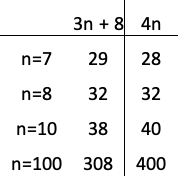 3n + 8 4n
n=7 29 28
n=8 32 32
n=10 38 40
n=100 308 400